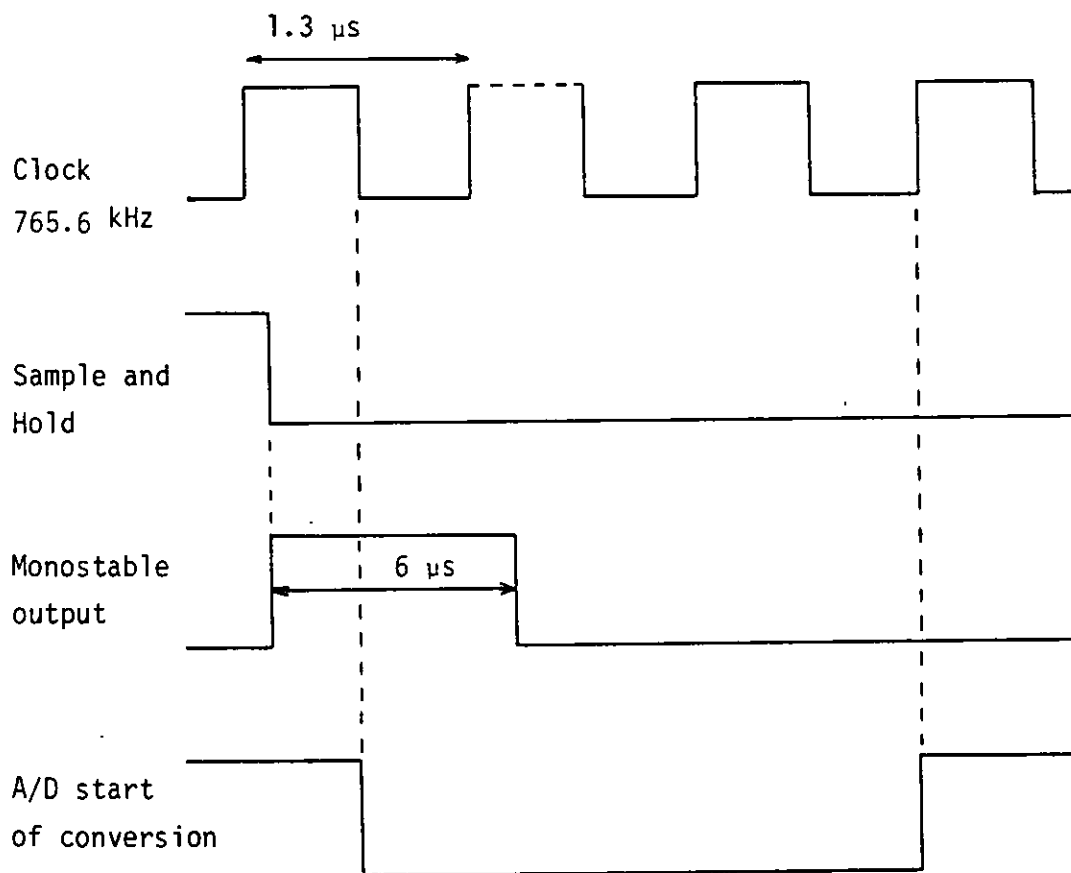 1.3 µs
Clock
765.6 kHz
Sample and
Hold
Monostable
output
6 µs
A/D start
of conversion